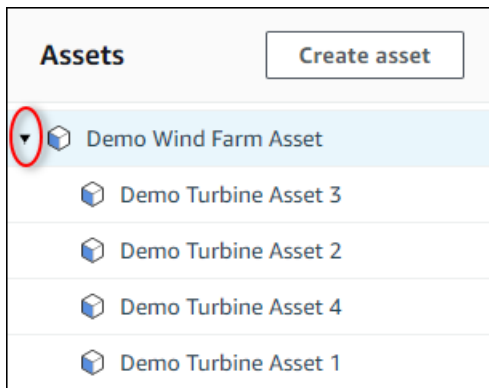 Assets
Create asset
Demo Wind Farm Asset
Demo Turbine Asset 3
Demo Turbine Asset 2
Demo Turbine Asset 4
Demo Turbine Asset 1